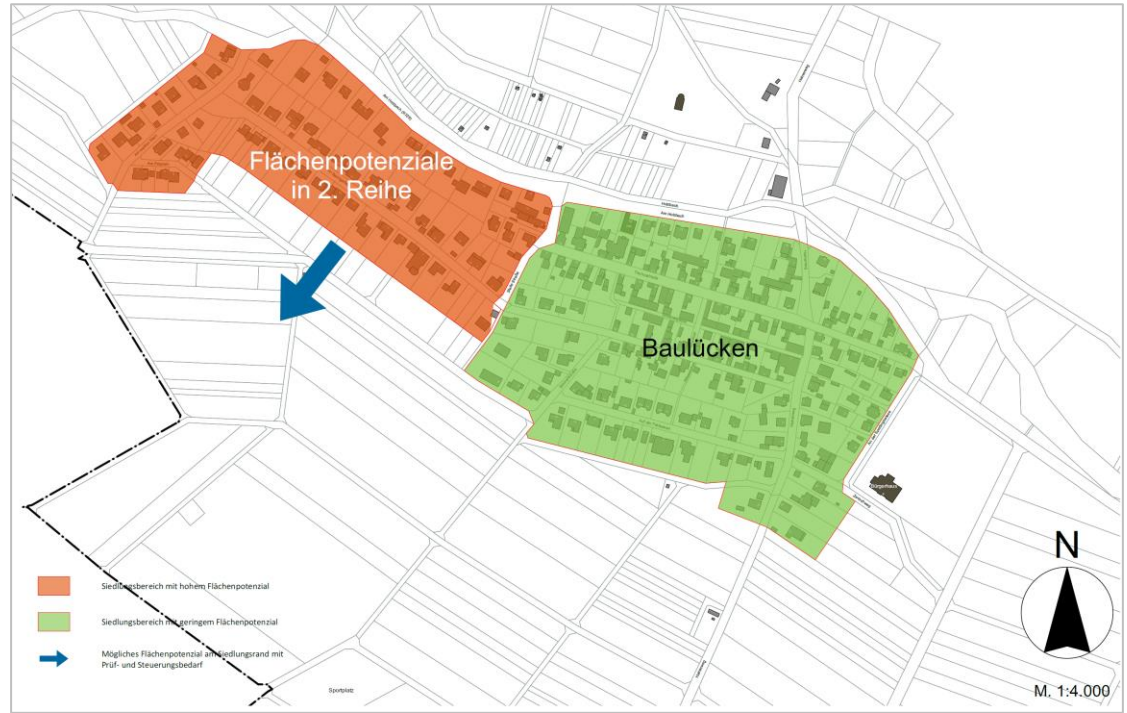 Flächenpotenziale
in 2. Reihe
Baulücken
Bürgerhaus
N
Siedlungsbereich mit hohem Flächenpotenzial
Siedlungsbereich mit geringem Flächenpotenzial
Mögliches Flächenpotenzial am Siedlungsrand mit
Prüf- und Steuerungsbedarf
Sportplatz
M. 1:4.000